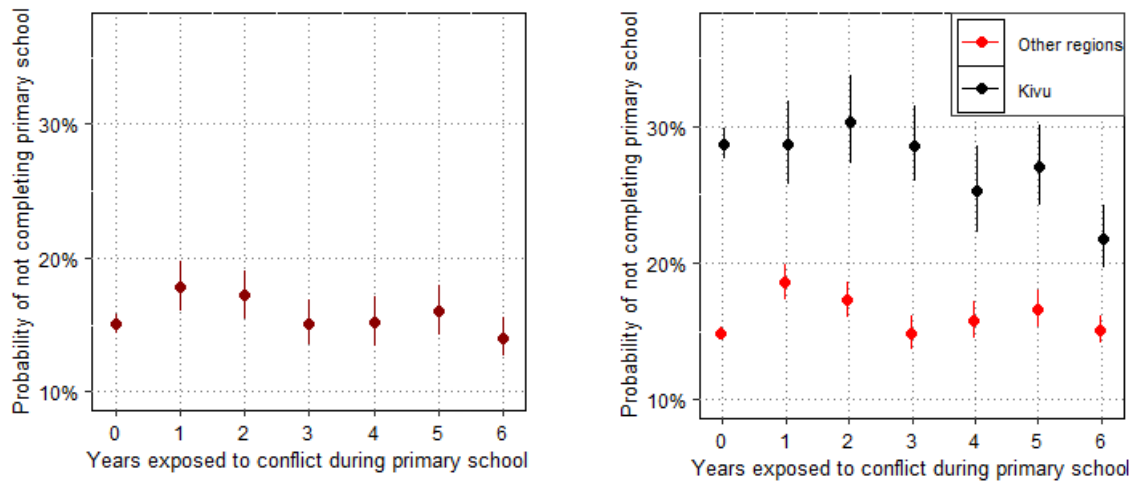 Probability of not completing primary school
30%
20%
10%
0 1 2 3 4 5 6
Years exposed to conflict during primary school
Probability of not completing primary school
30%
20%
10%
0 1 2 3 4 5 6
Years exposed to conflict during primary school
Other regions
Kivu